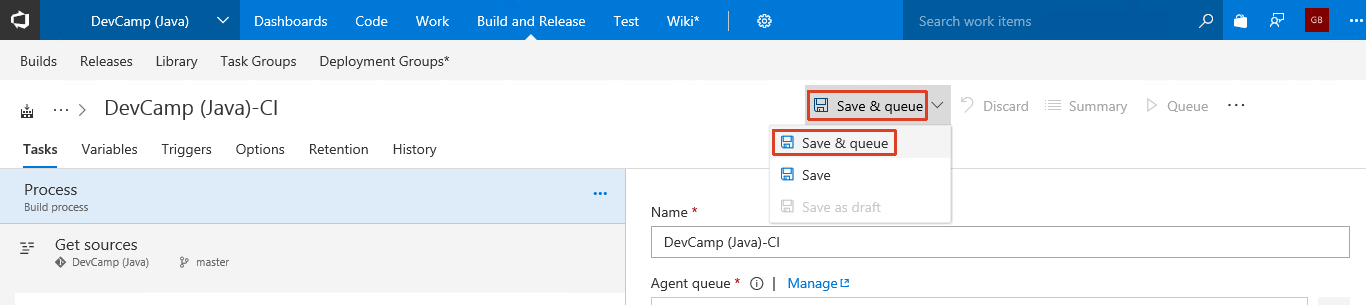 DevCamp (Java) Dashboards Code Work Build and Release Test Wiki* Search work items GB
Builds Releases Library Task Groups Deployment Groups*
... DevCamp (Java)-CI Save & queue Discard Summary Queue ...
Save & queue
Tasks Variables Triggers Options Retention History
Save
Process
Build process
Save as draft
Name *
Get sources
DevCamp (Java) master
DevCamp (Java)-CI
Agent queue * | Manage